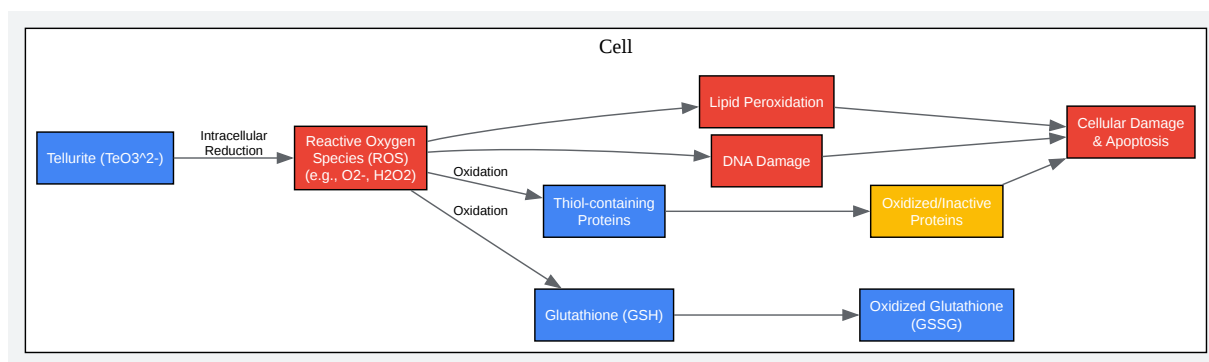 Cell
Tellurite (TeO3^2-)
Intracellular
Reduction
Reactive Oxygen
Species (ROS)
(e.g., O2-, H2O2)
Lipid Peroxidation
DNA Damage
Oxidation
Thiol-containing
Proteins
Oxidized/Inactive
Proteins
Cellular Damage
& Apoptosis
Oxidation
Glutathione (GSH)
Oxidized Glutathione
(GSSG)